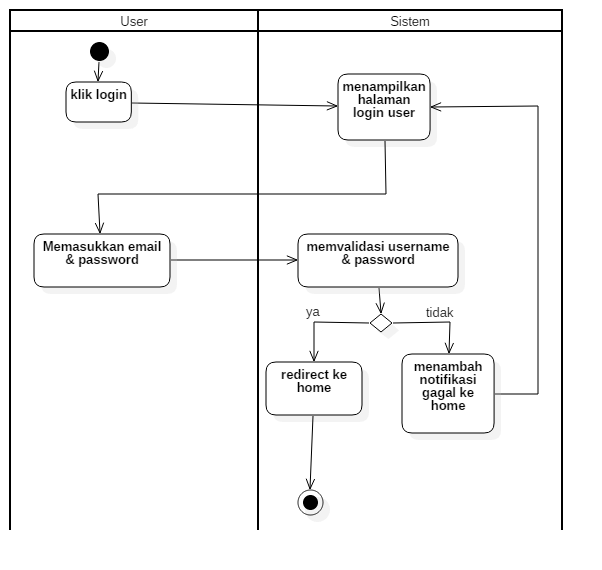 User
Sistem
klik login
menampilkan
halaman
login user
Memasukkan email
& password
memvalidasi username
& password
ya
tidak
redirect ke
home
menambah
notifikasi
gagal ke
home